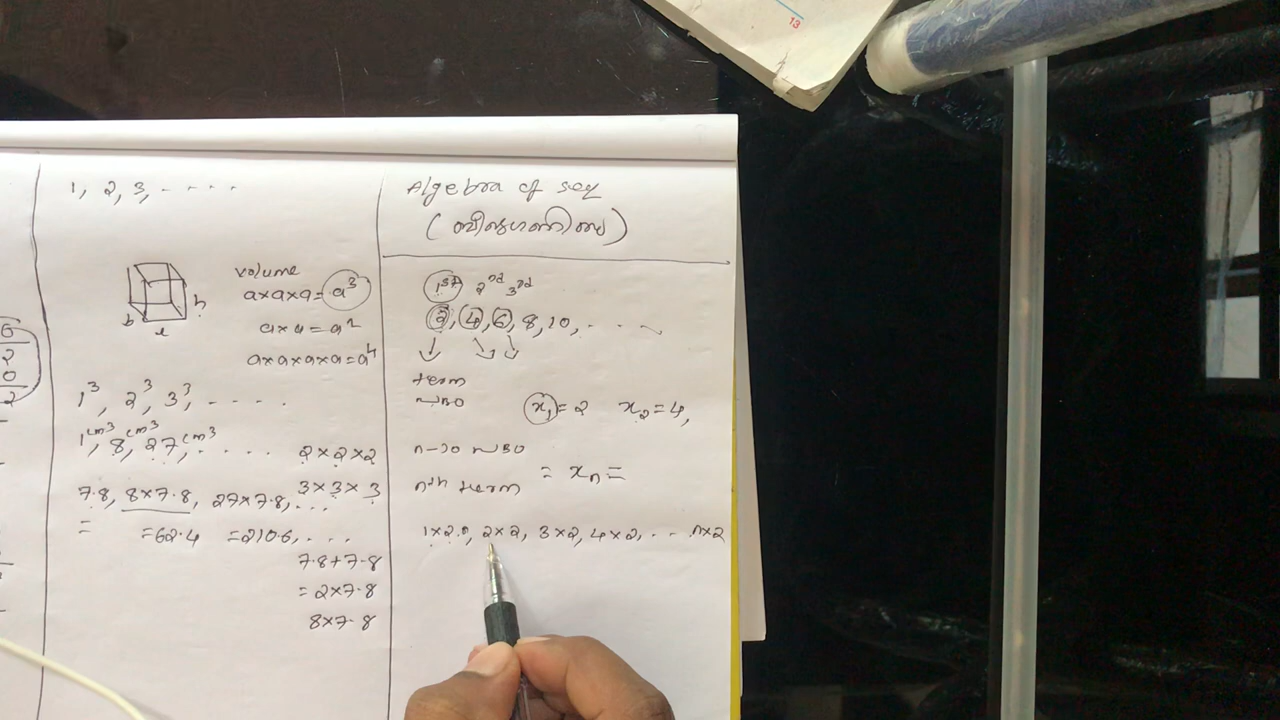 13
1, 2, 3, - - - -
volume
a×a×a = a³
a×a = a²
a×a×a×a = a⁴
b l h
1³, 2³, 3³, - - - -
1cm³, 8cm³, 27cm³, . . . .
2×2×2
7.8, 8×7.8, 27×7.8, ...
3×3×3
= =62.4 =210.6, . . .
7.8+7.8
= 2×7.8
8×7.8
Algebra of seq
(ബീജഗണിതം)
1st 2nd 3rd
2, 4, 6, 8, 10, . . . .
term
x₁ = 2 x₂ = 4,
nth term = xₙ =
1×2, 2×2, 3×2, 4×2, . . . n×2